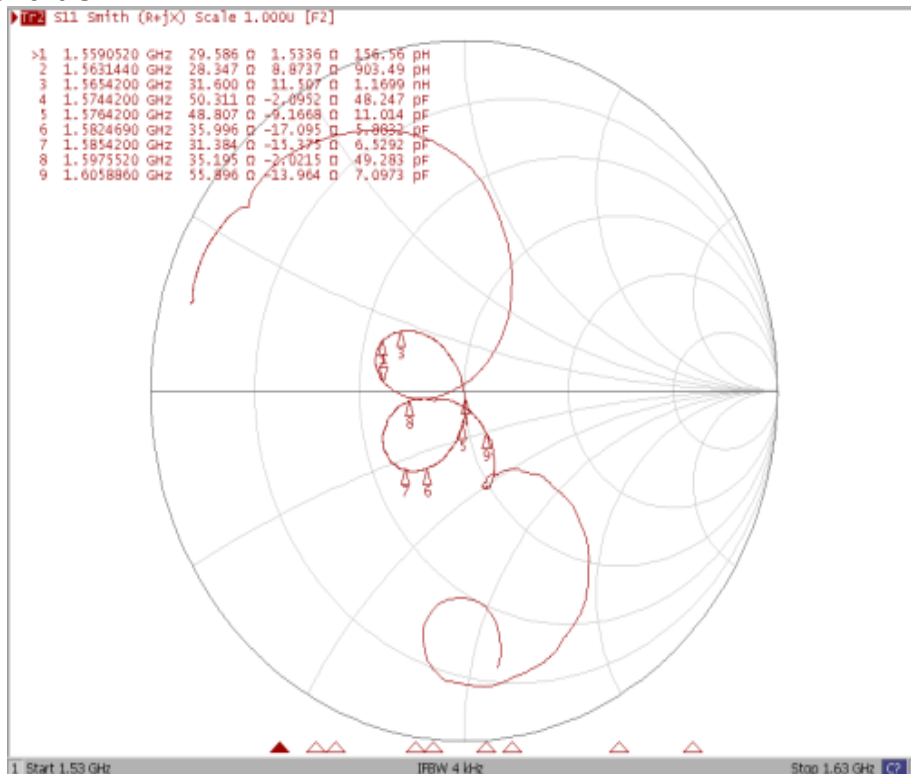 Tr2 S11 Smith (R+jX) Scale 1.000U [F2]
>1 1.5590520 GHz 29.586 Ω 1.5336 Ω 156.56 pH
2 1.5631440 GHz 28.347 Ω 8.8737 Ω 903.49 pH
3 1.5654200 GHz 31.600 Ω 11.507 Ω 1.1699 nH
4 1.5744200 GHz 50.311 Ω -2.0952 Ω 48.247 pF
5 1.5764200 GHz 48.807 Ω -9.1668 Ω 11.014 pF
6 1.5824690 GHz 35.996 Ω -17.095 Ω 5.8832 pF
7 1.5854200 GHz 31.384 Ω -15.375 Ω 6.5292 pF
8 1.5975520 GHz 35.195 Ω -2.0215 Ω 49.283 pF
9 1.6058860 GHz 55.896 Ω -13.964 Ω 7.0973 pF
3
8
5
9
7 6
1 Start 1.53 GHz IFBW 4 kHz Stop 1.63 GHz C?